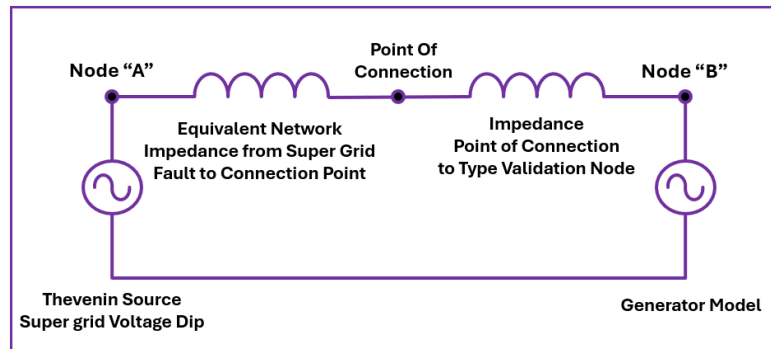 Point Of
Connection
Node “A”
Node “B”
Equivalent Network
Impedance from Super Grid
Fault to Connection Point
Impedance
Point of Connection
to Type Validation Node
Thevenin Source
Super grid Voltage Dip
Generator Model